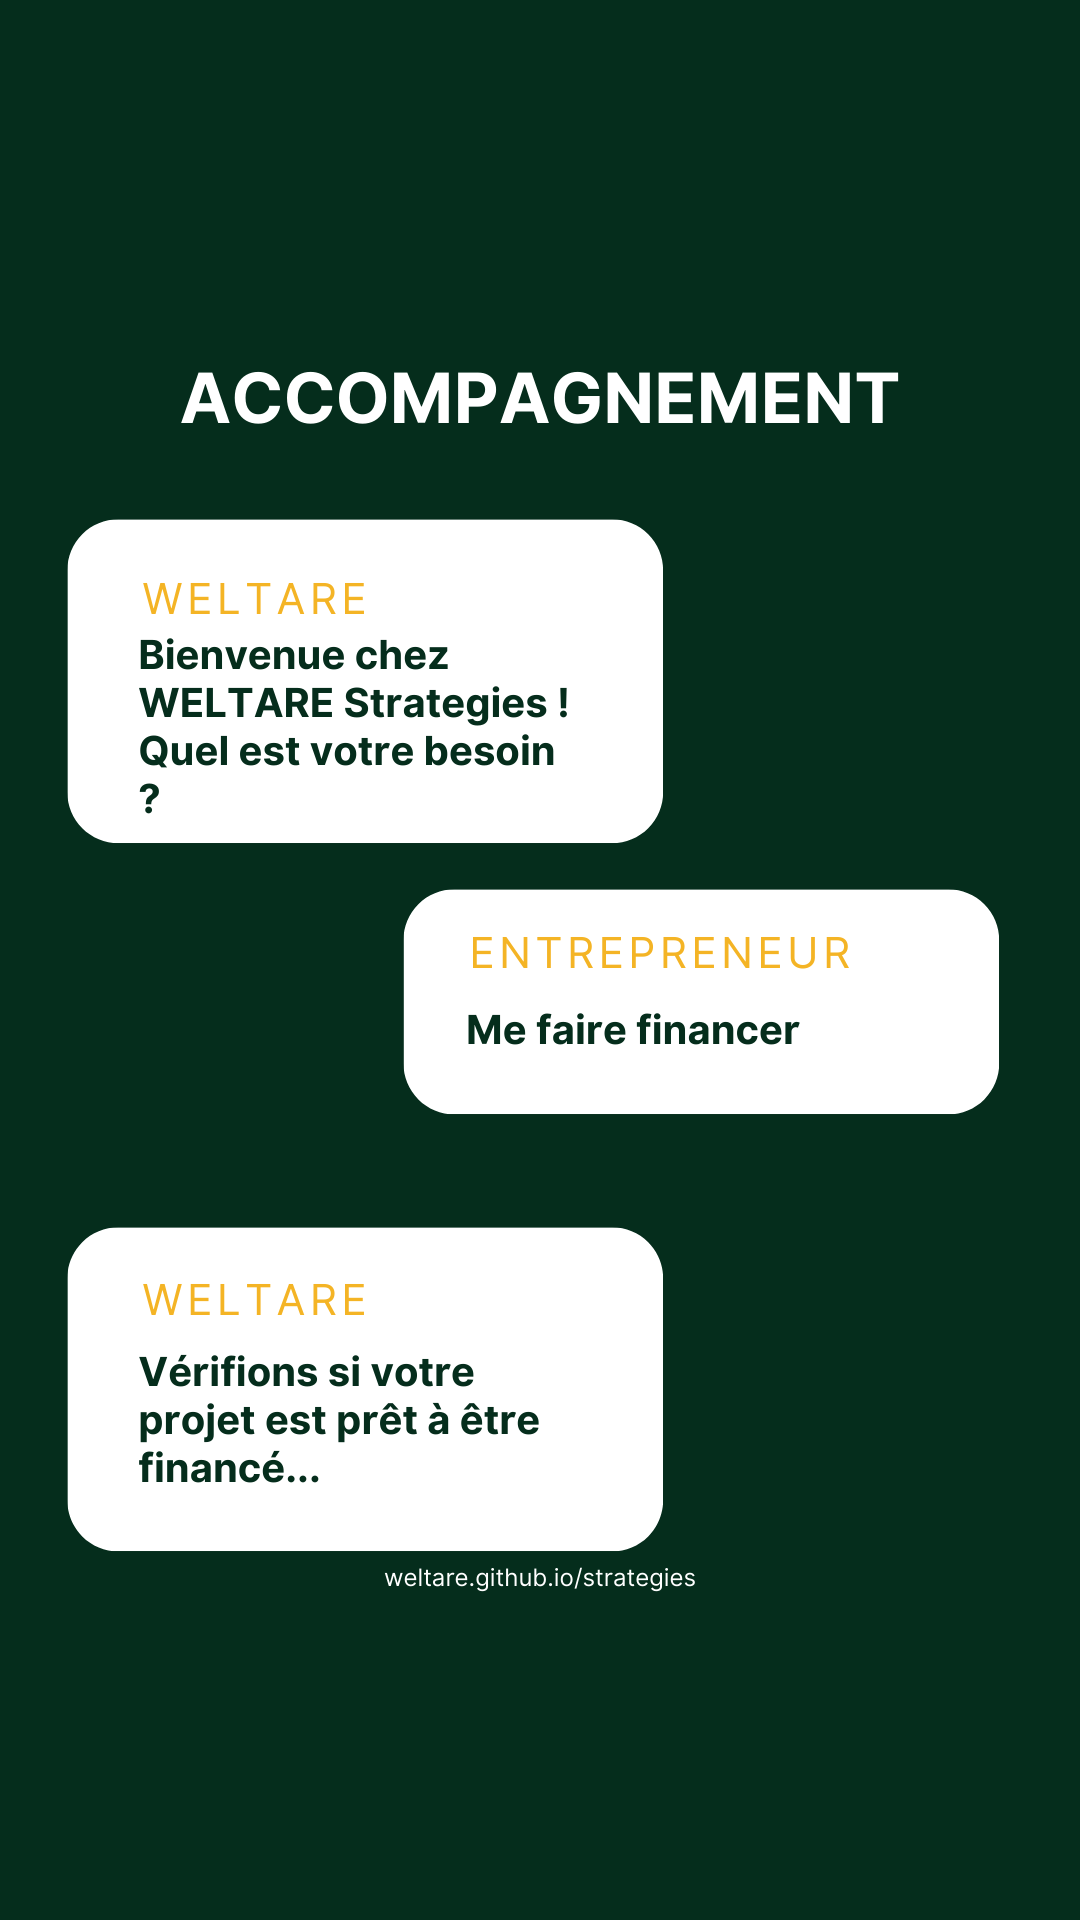 ACCOMPAGNEMENT
WELTARE
Bienvenue chez
WELTARE Strategies !
Quel est votre besoin
?
ENTREPRENEUR
Me faire financer
WELTARE
Vérifions si votre
projet est prêt à être
financé...
weltare.github.io/strategies